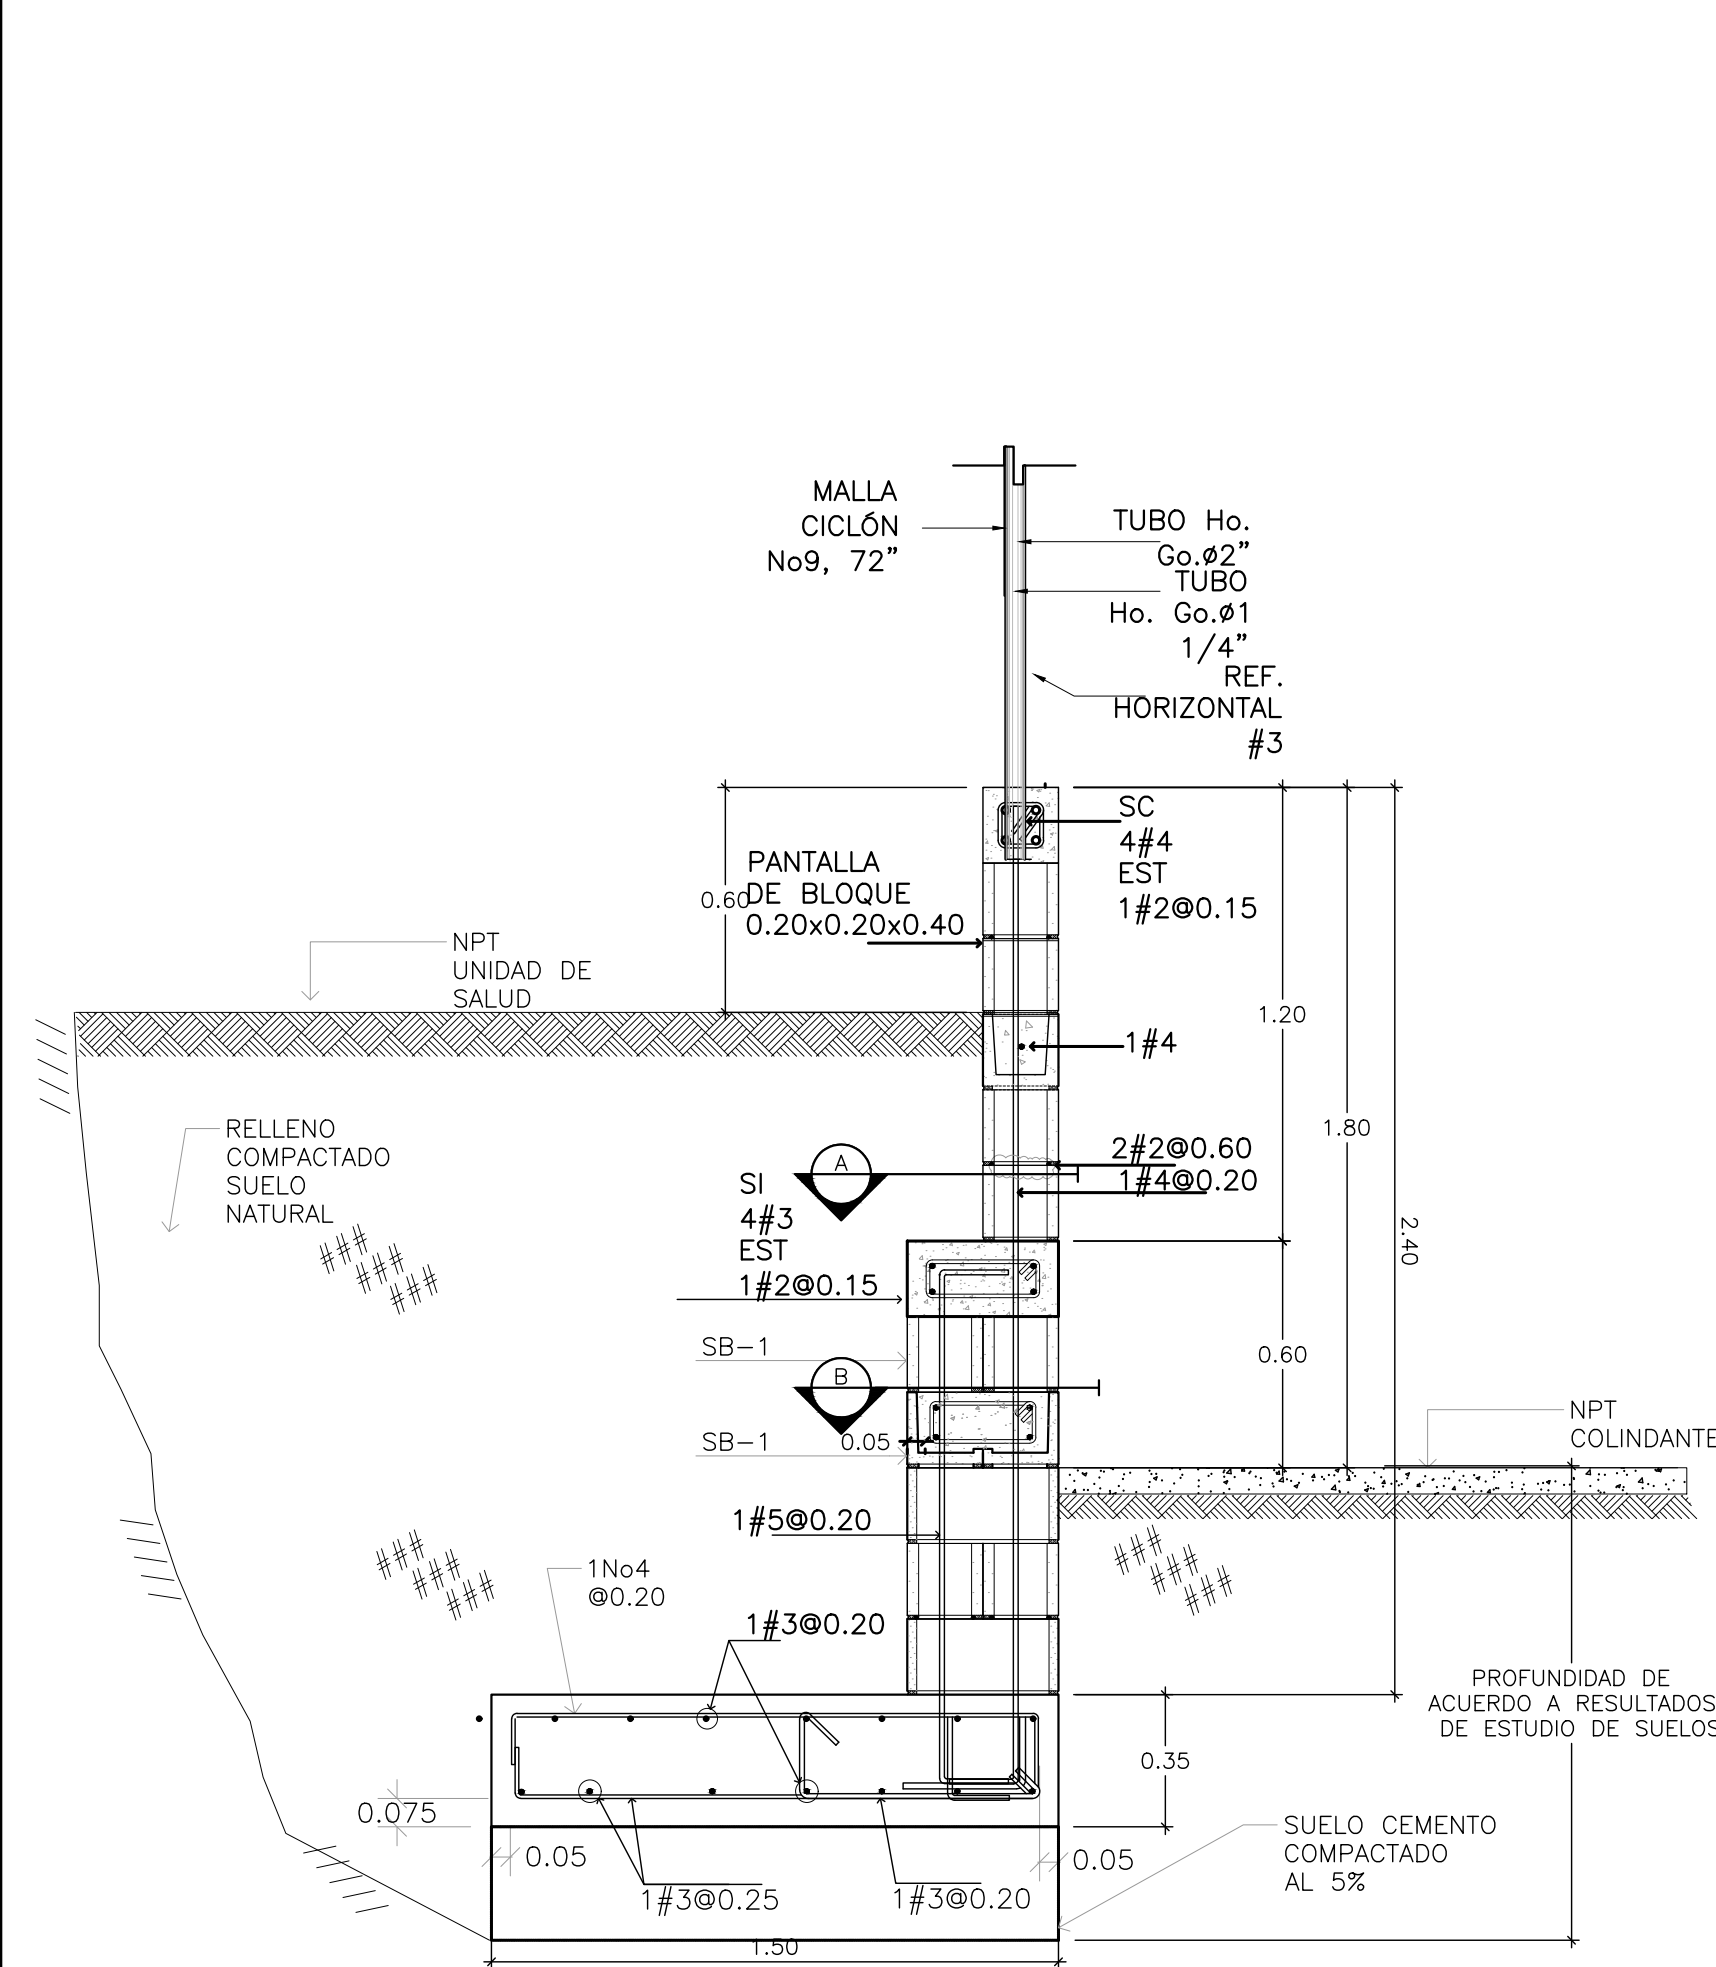 MALLA
CICLÓN
No9, 72”
TUBO Ho.
Go.ø2”
TUBO
Ho. Go.ø1
1/4”
REF.
HORIZONTAL
#3
SC
4#4
EST
1#2@0.15
PANTALLA
DE BLOQUE
0.20x0.20x0.40
0.60
NPT
UNIDAD DE
SALUD
1.20
1#4
RELLENO
COMPACTADO
SUELO
NATURAL
1.80
2#2@0.60
1#4@0.20
A
SI
4#3
EST
1#2@0.15
2.40
SB-1
0.60
B
SB-1
0.05
NPT
COLINDANTE
1#5@0.20
1No4
@0.20
1#3@0.20
PROFUNDIDAD DE
ACUERDO A RESULTADOS
DE ESTUDIO DE SUELOS
0.35
0.075
0.05
0.05
SUELO CEMENTO
COMPACTADO
AL 5%
1#3@0.25
1#3@0.20
1.50